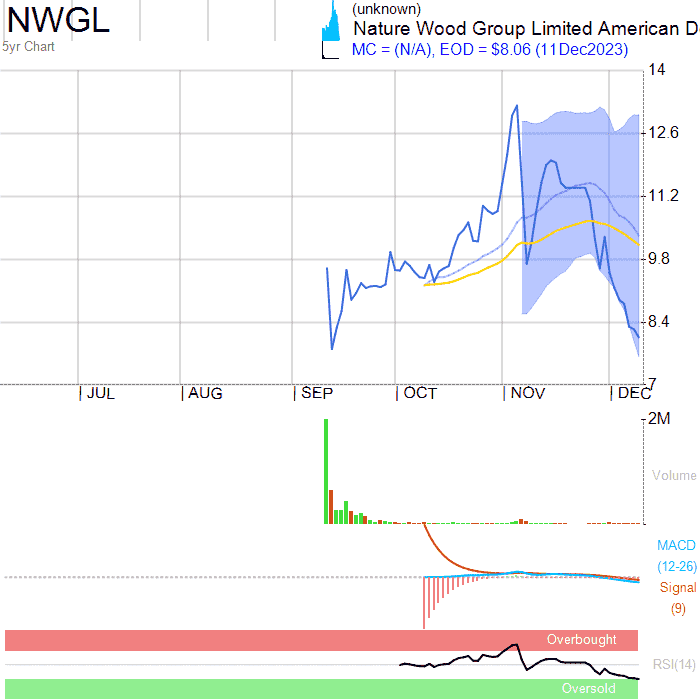 NWGL
5yr Chart
(unknown)
Nature Wood Group Limited American D
MC = (N/A), EOD = $8.06 (11Dec2023)
14
12.6
11.2
9.8
8.4
7
JUL AUG SEP OCT NOV DEC
2M
Volume
MACD
(12-26)
Signal
(9)
Overbought
RSI(14)
Oversold